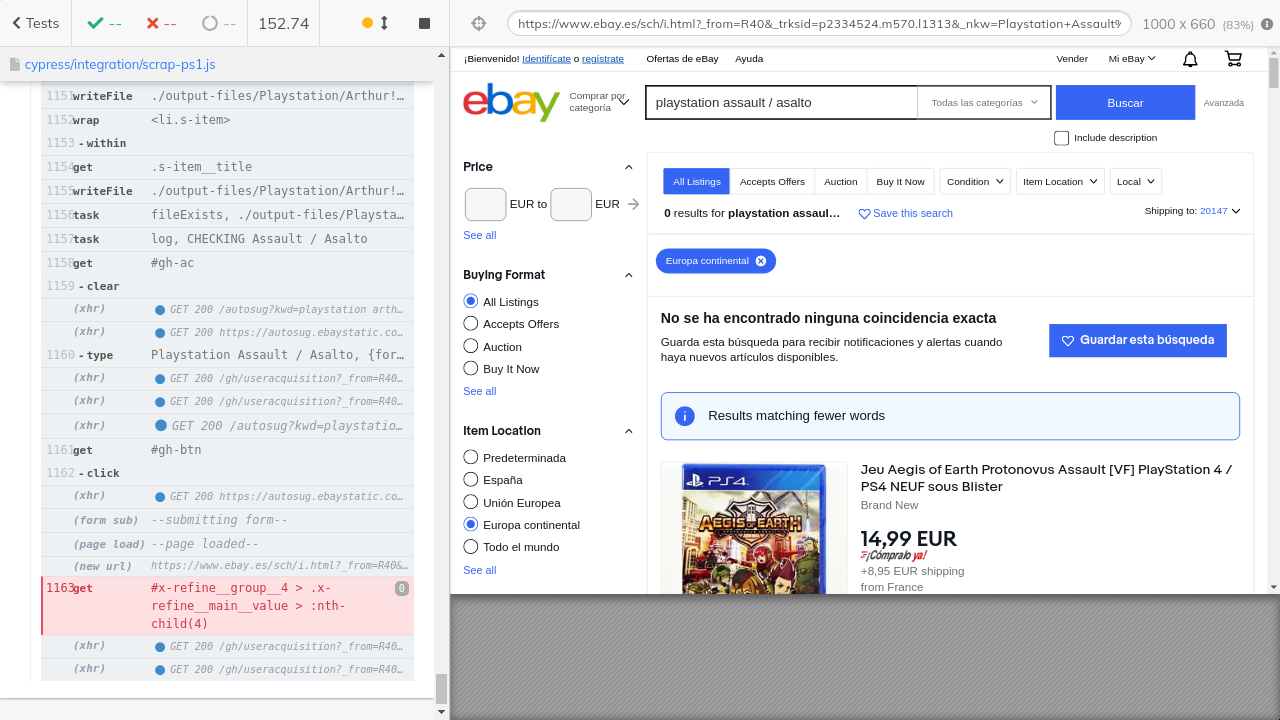 Tests
--
--
--
152.74
https://www.ebay.es/sch/i.html?_from=R40&_trksid=p2334524.m570.l1313&_nkw=Playstation+Assault%
1000 x 660 (83%)
cypress/integration/scrap-ps1.js
1151 writeFile ./output-files/Playstation/Arthur!…
1152 wrap <li.s-item>
1153 - within
1154 get .s-item__title
1155 writeFile ./output-files/Playstation/Arthur!…
1156 task fileExists, ./output-files/Playsta…
1157 task log, CHECKING Assault / Asalto
1158 get #gh-ac
1159 - clear
(xhr) GET 200 /autosug?kwd=playstation arth…
(xhr) GET 200 https://autosug.ebaystatic.co…
1160 - type Playstation Assault / Asalto, {for…
(xhr) GET 200 /gh/useracquisition?_from=R40…
(xhr) GET 200 /gh/useracquisition?_from=R40…
(xhr) GET 200 /autosug?kwd=playstatio…
1161 get #gh-btn
1162 - click
(xhr) GET 200 https://autosug.ebaystatic.co…
(form sub) --submitting form--
(page load) --page loaded--
(new url) https://www.ebay.es/sch/i.html?_from=R40&…
1163 get #x-refine__group__4 > .x-
refine__main__value > :nth-
child(4)
0
(xhr) GET 200 /gh/useracquisition?_from=R40…
(xhr) GET 200 /gh/useracquisition?_from=R40…
¡Bienvenido! Identifícate o regístrate
Ofertas de eBay
Ayuda
Vender
Mi eBay
ebay
Comprar por
categoría
playstation assault / asalto
Todas las categorías
Buscar
Avanzada
Include description
Price
EUR to
EUR
See all
Buying Format
All Listings
Accepts Offers
Auction
Buy It Now
See all
Item Location
Predeterminada
España
Unión Europea
Europa continental
Todo el mundo
See all
All Listings
Accepts Offers
Auction
Buy It Now
Condition
Item Location
Local
0 results for playstation assaul…
Save this search
Shipping to: 20147
Europa continental
No se ha encontrado ninguna coincidencia exacta
Guarda esta búsqueda para recibir notificaciones y alertas cuando
haya nuevos artículos disponibles.
Guardar esta búsqueda
Results matching fewer words
PS4
AEGIS OF EARTH
Jeu Aegis of Earth Protonovus Assault [VF] PlayStation 4 /
PS4 NEUF sous Blister
Brand New
14,99 EUR
¡Cómpralo ya!
+8,95 EUR shipping
from France